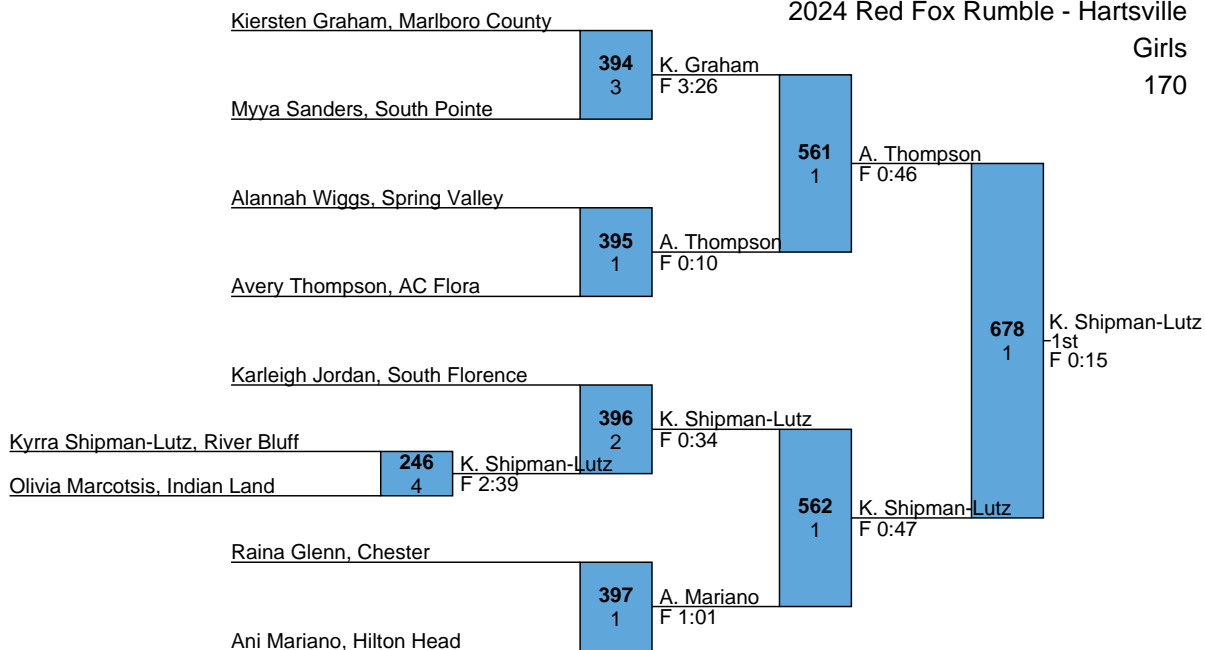 2024 Red Fox Rumble - Hartsville
Girls
170
Kiersten Graham, Marlboro County
394
3
K. Graham
F 3:26
Myya Sanders, South Pointe
561
1
A. Thompson
F 0:46
Alannah Wiggs, Spring Valley
395
1
A. Thompson
F 0:10
Avery Thompson, AC Flora
678
1
K. Shipman-Lutz
1st
F 0:15
Karleigh Jordan, South Florence
396
2
K. Shipman-Lutz
F 0:34
Kyrra Shipman-Lutz, River Bluff
246
4
K. Shipman-Lutz
F 2:39
Olivia Marcotsis, Indian Land
562
1
K. Shipman-Lutz
F 0:47
Raina Glenn, Chester
397
1
A. Mariano
F 1:01
Ani Mariano, Hilton Head